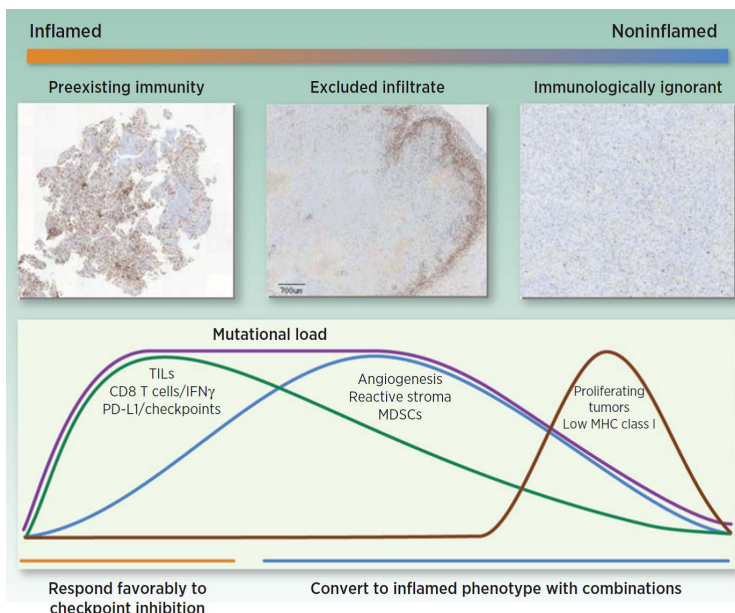 Inflamed
Noninflamed
Preexisting immunity
Excluded infiltrate
Immunologically ignorant
700um
Mutational load
TILs
CD8 T cells/IFNγ
PD-L1/checkpoints
Angiogenesis
Reactive stroma
MDSCs
Proliferating
tumors
Low MHC class I
Respond favorably to
checkpoint inhibition
Convert to inflamed phenotype with combinations